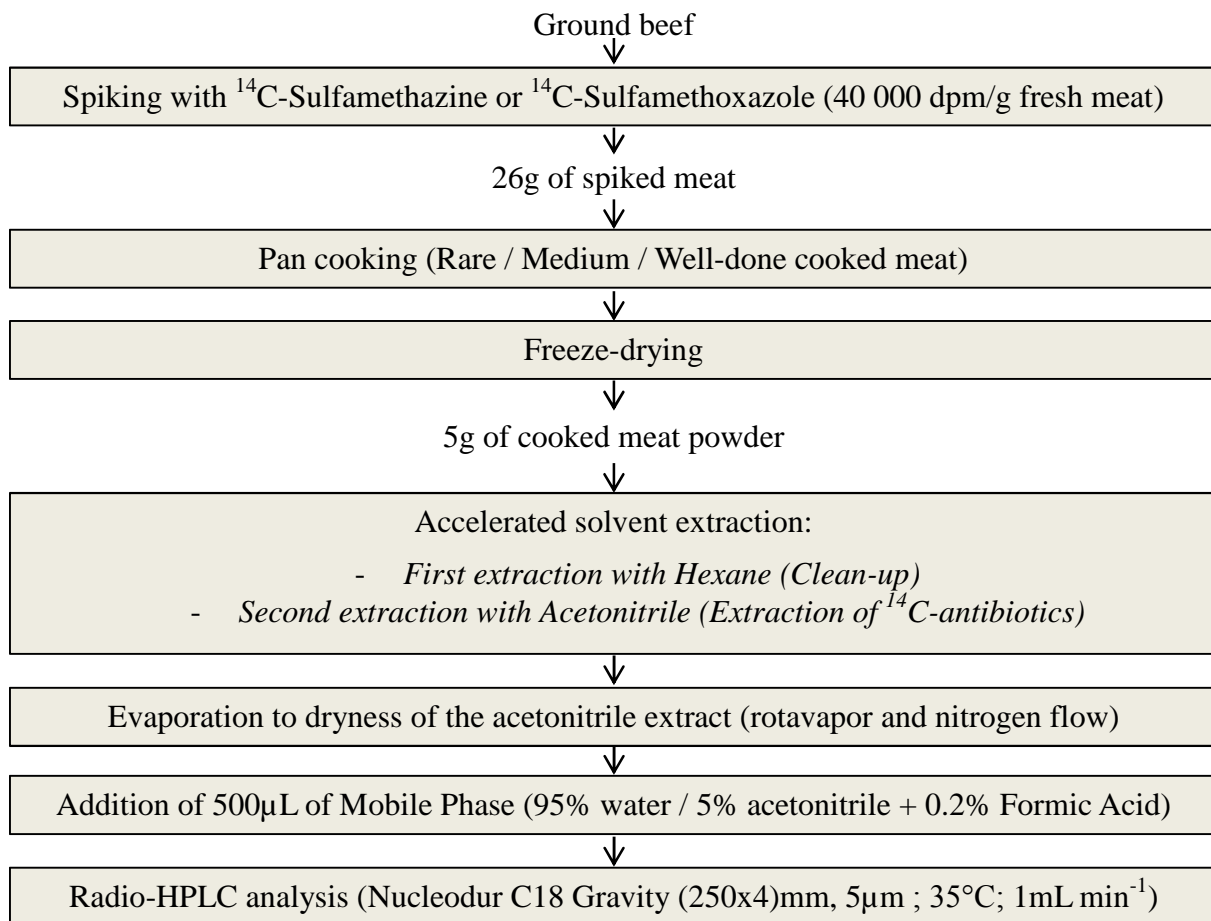 Ground beef
Spiking with ¹⁴C-Sulfamethazine or ¹⁴C-Sulfamethoxazole (40 000 dpm/g fresh meat)
26g of spiked meat
Pan cooking (Rare / Medium / Well-done cooked meat)
Freeze-drying
5g of cooked meat powder
Accelerated solvent extraction:
- First extraction with Hexane (Clean-up)
- Second extraction with Acetonitrile (Extraction of ¹⁴C-antibiotics)
Evaporation to dryness of the acetonitrile extract (rotavapor and nitrogen flow)
Addition of 500µL of Mobile Phase (95% water / 5% acetonitrile + 0.2% Formic Acid)
Radio-HPLC analysis (Nucleodur C18 Gravity (250x4)mm, 5µm ; 35°C; 1mL min⁻¹)